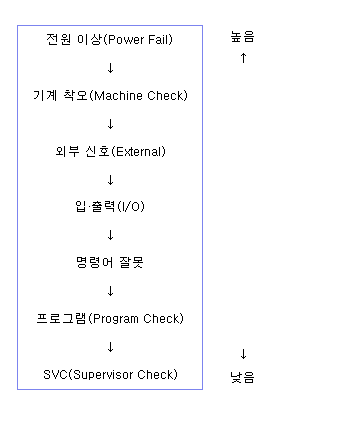 전원 이상(Power Fail)
높음
↑
↓
기계 착오(Machine Check)
↓
외부 신호(External)
↓
입·출력(I/O)
↓
명령어 잘못
↓
프로그램(Program Check)
↓
↓
SVC(Supervisor Check)
낮음